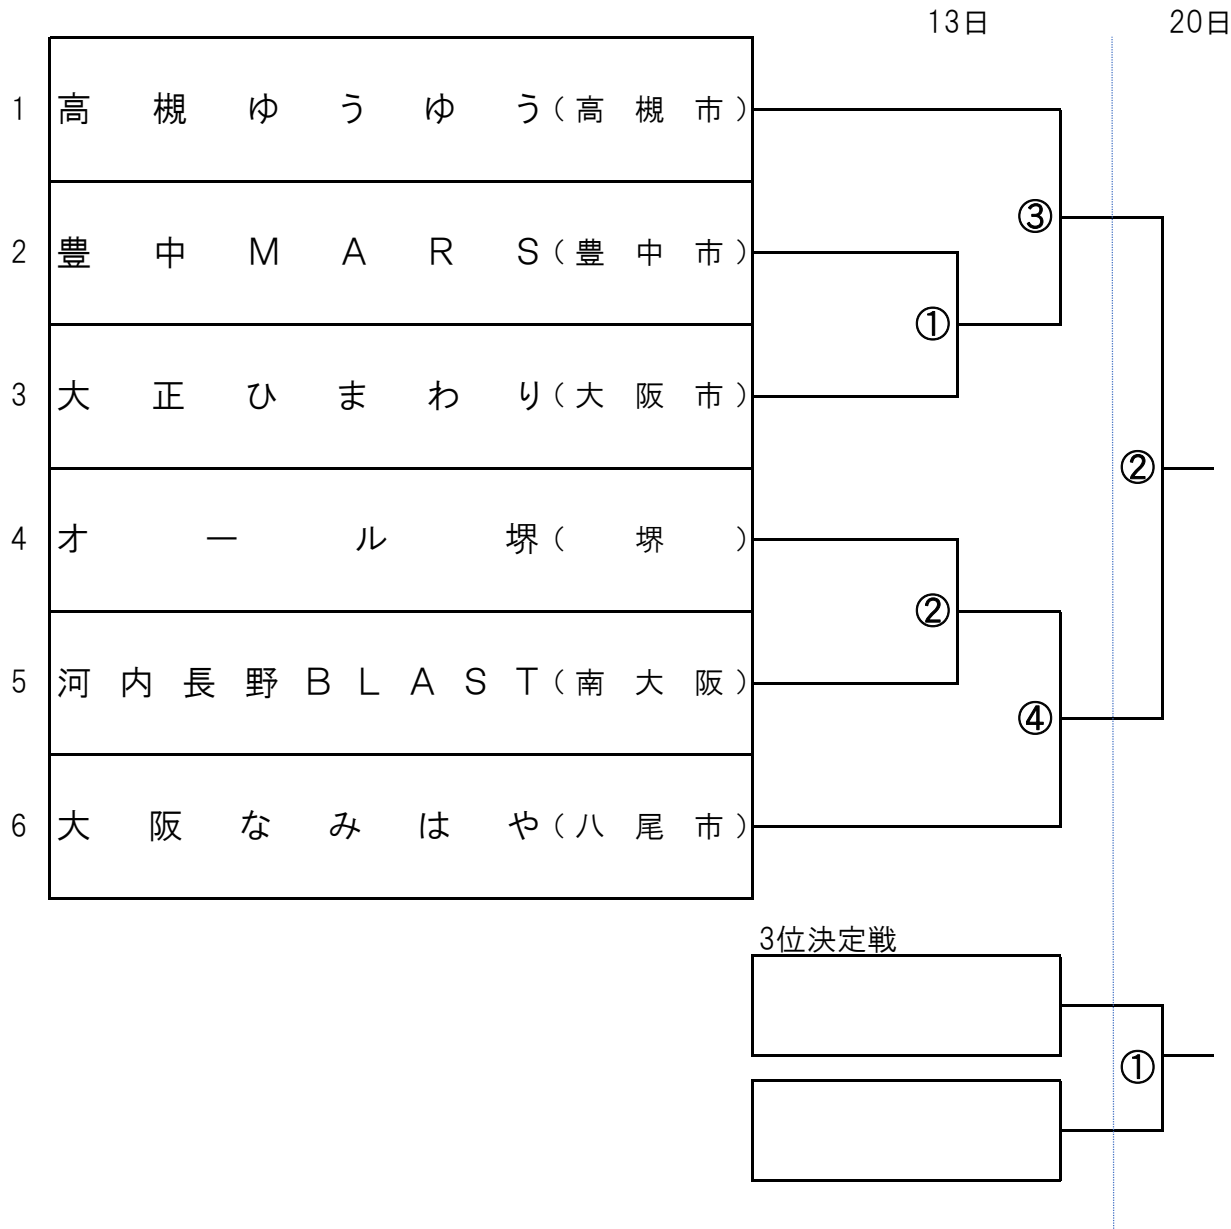 13日 20日
1 高槻ゆうゆう(高槻市)
③
2 豊中ＭＡＲＳ(豊中市)
①
3 大正ひまわり(大阪市)
②
4 オール堺(堺)
②
5 河内長野ＢＬＡＳＴ(南大阪)
④
6 大阪なみはや(八尾市)
3位決定戦
①